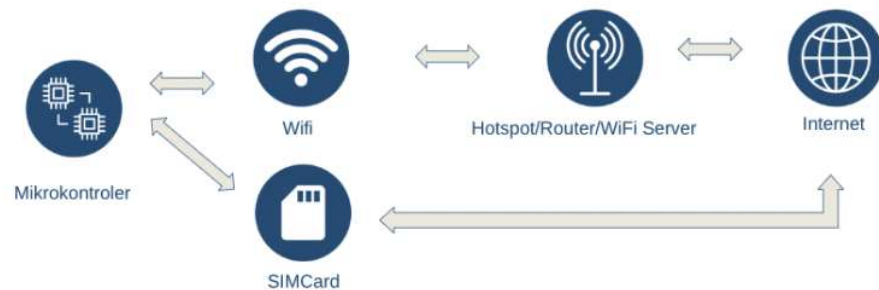 Wifi
Hotspot/Router/WiFi Server
Internet
Mikrokontroler
SIMCard